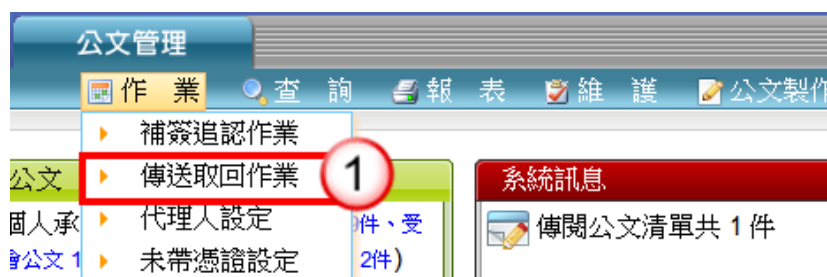 公文管理
作 業 查 詢 報 表 維 護 公文製作
補簽追認作業
公文 傳送取回作業 1 系統訊息
個人承 代理人設定 件、受 傳閱公文清單共 1 件
會公文 1 未帶憑證設定 2件)